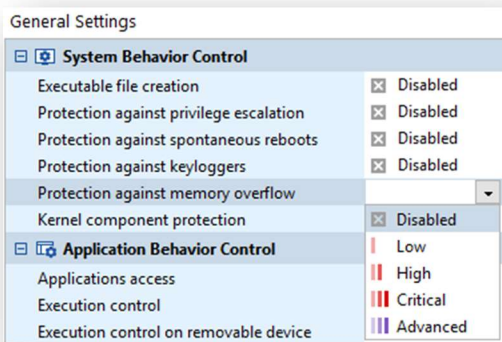 General Settings
System Behavior Control
Executable file creation Disabled
Protection against privilege escalation Disabled
Protection against spontaneous reboots Disabled
Protection against keyloggers Disabled
Protection against memory overflow
Kernel component protection Disabled
Application Behavior Control Low
Applications access High
Execution control Critical
Execution control on removable device Advanced